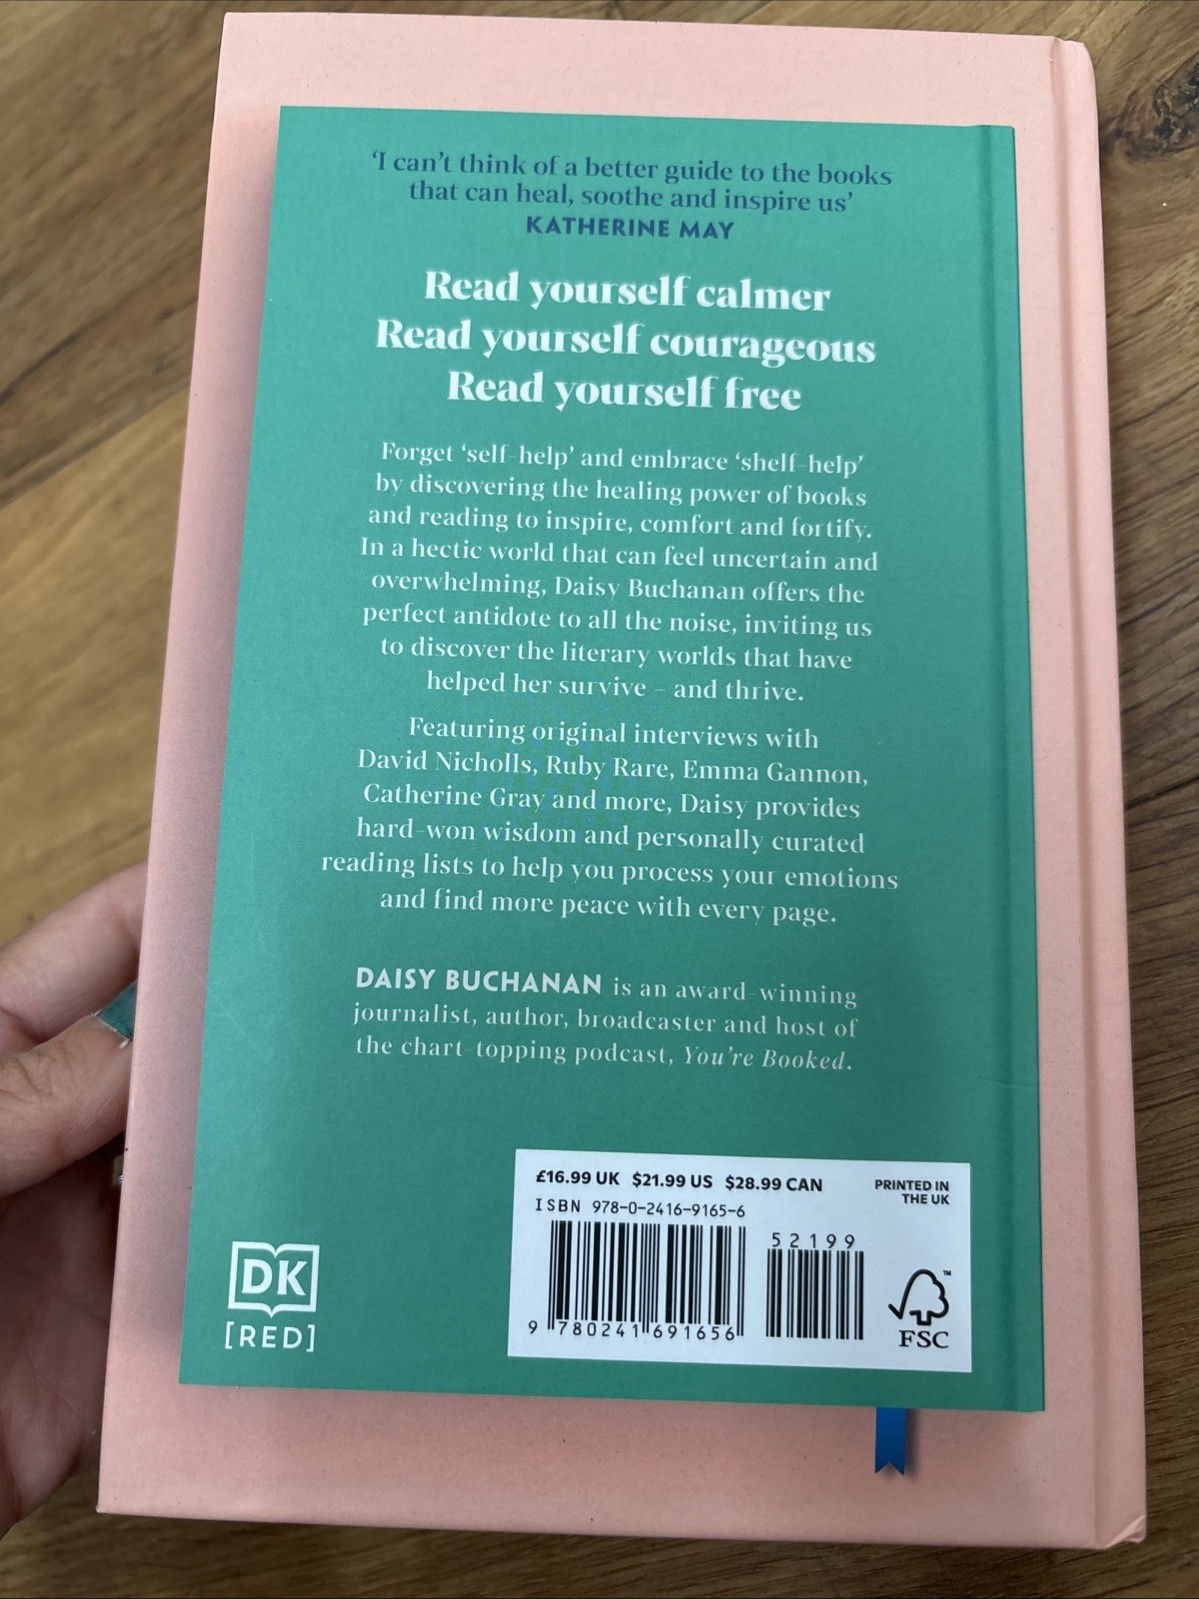 ‘I can’t think of a better guide to the books
that can heal, soothe and inspire us’
KATHERINE MAY
Read yourself calmer
Read yourself courageous
Read yourself free
Forget ‘self-help’ and embrace ‘shelf-help’
by discovering the healing power of books
and reading to inspire, comfort and fortify.
In a hectic world that can feel uncertain and
overwhelming, Daisy Buchanan offers the
perfect antidote to all the noise, inviting us
to discover the literary worlds that have
helped her survive – and thrive.
Featuring original interviews with
David Nicholls, Ruby Rare, Emma Gannon,
Catherine Gray and more, Daisy provides
hard-won wisdom and personally curated
reading lists to help you process your emotions
and find more peace with every page.
DAISY BUCHANAN is an award-winning
journalist, author, broadcaster and host of
the chart-topping podcast, You’re Booked.
£16.99 UK $21.99 US $28.99 CAN
PRINTED IN
THE UK
ISBN 978-0-2416-9165-6
52199
9 780241 691656
FSC
TM
DK
[RED]